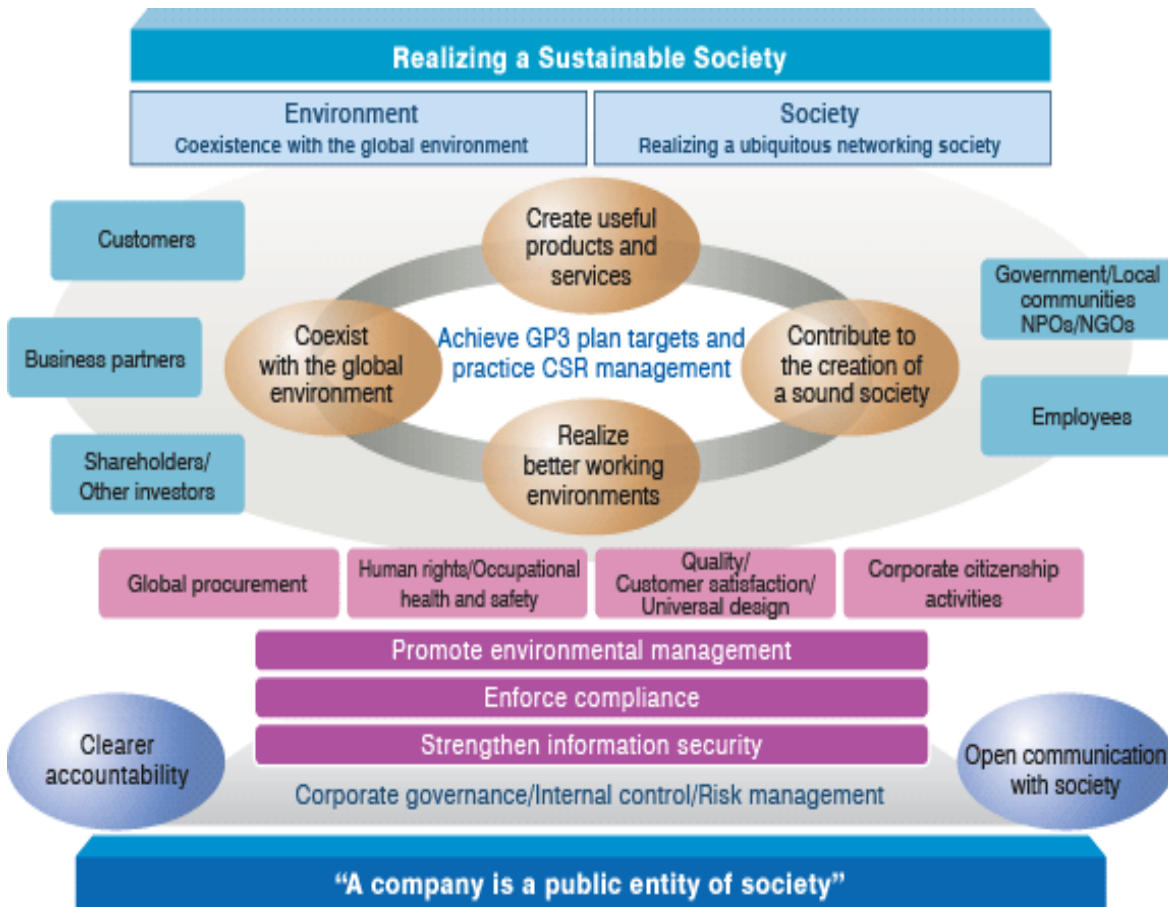 Realizing a Sustainable Society
Environment
Coexistence with the global environment
Society
Realizing a ubiquitous networking society
Customers
Business partners
Shareholders/
Other investors
Create useful
products and
services
Coexist
with the global
environment
Achieve GP3 plan targets and
practice CSR management
Contribute to
the creation of
a sound society
Realize
better working
environments
Government/Local
communities
NPOs/NGOs
Employees
Global procurement
Human rights/Occupational
health and safety
Quality/
Customer satisfaction/
Universal design
Corporate citizenship
activities
Promote environmental management
Enforce compliance
Strengthen information security
Clearer
accountability
Corporate governance/Internal control/Risk management
Open communication
with society
“A company is a public entity of society”